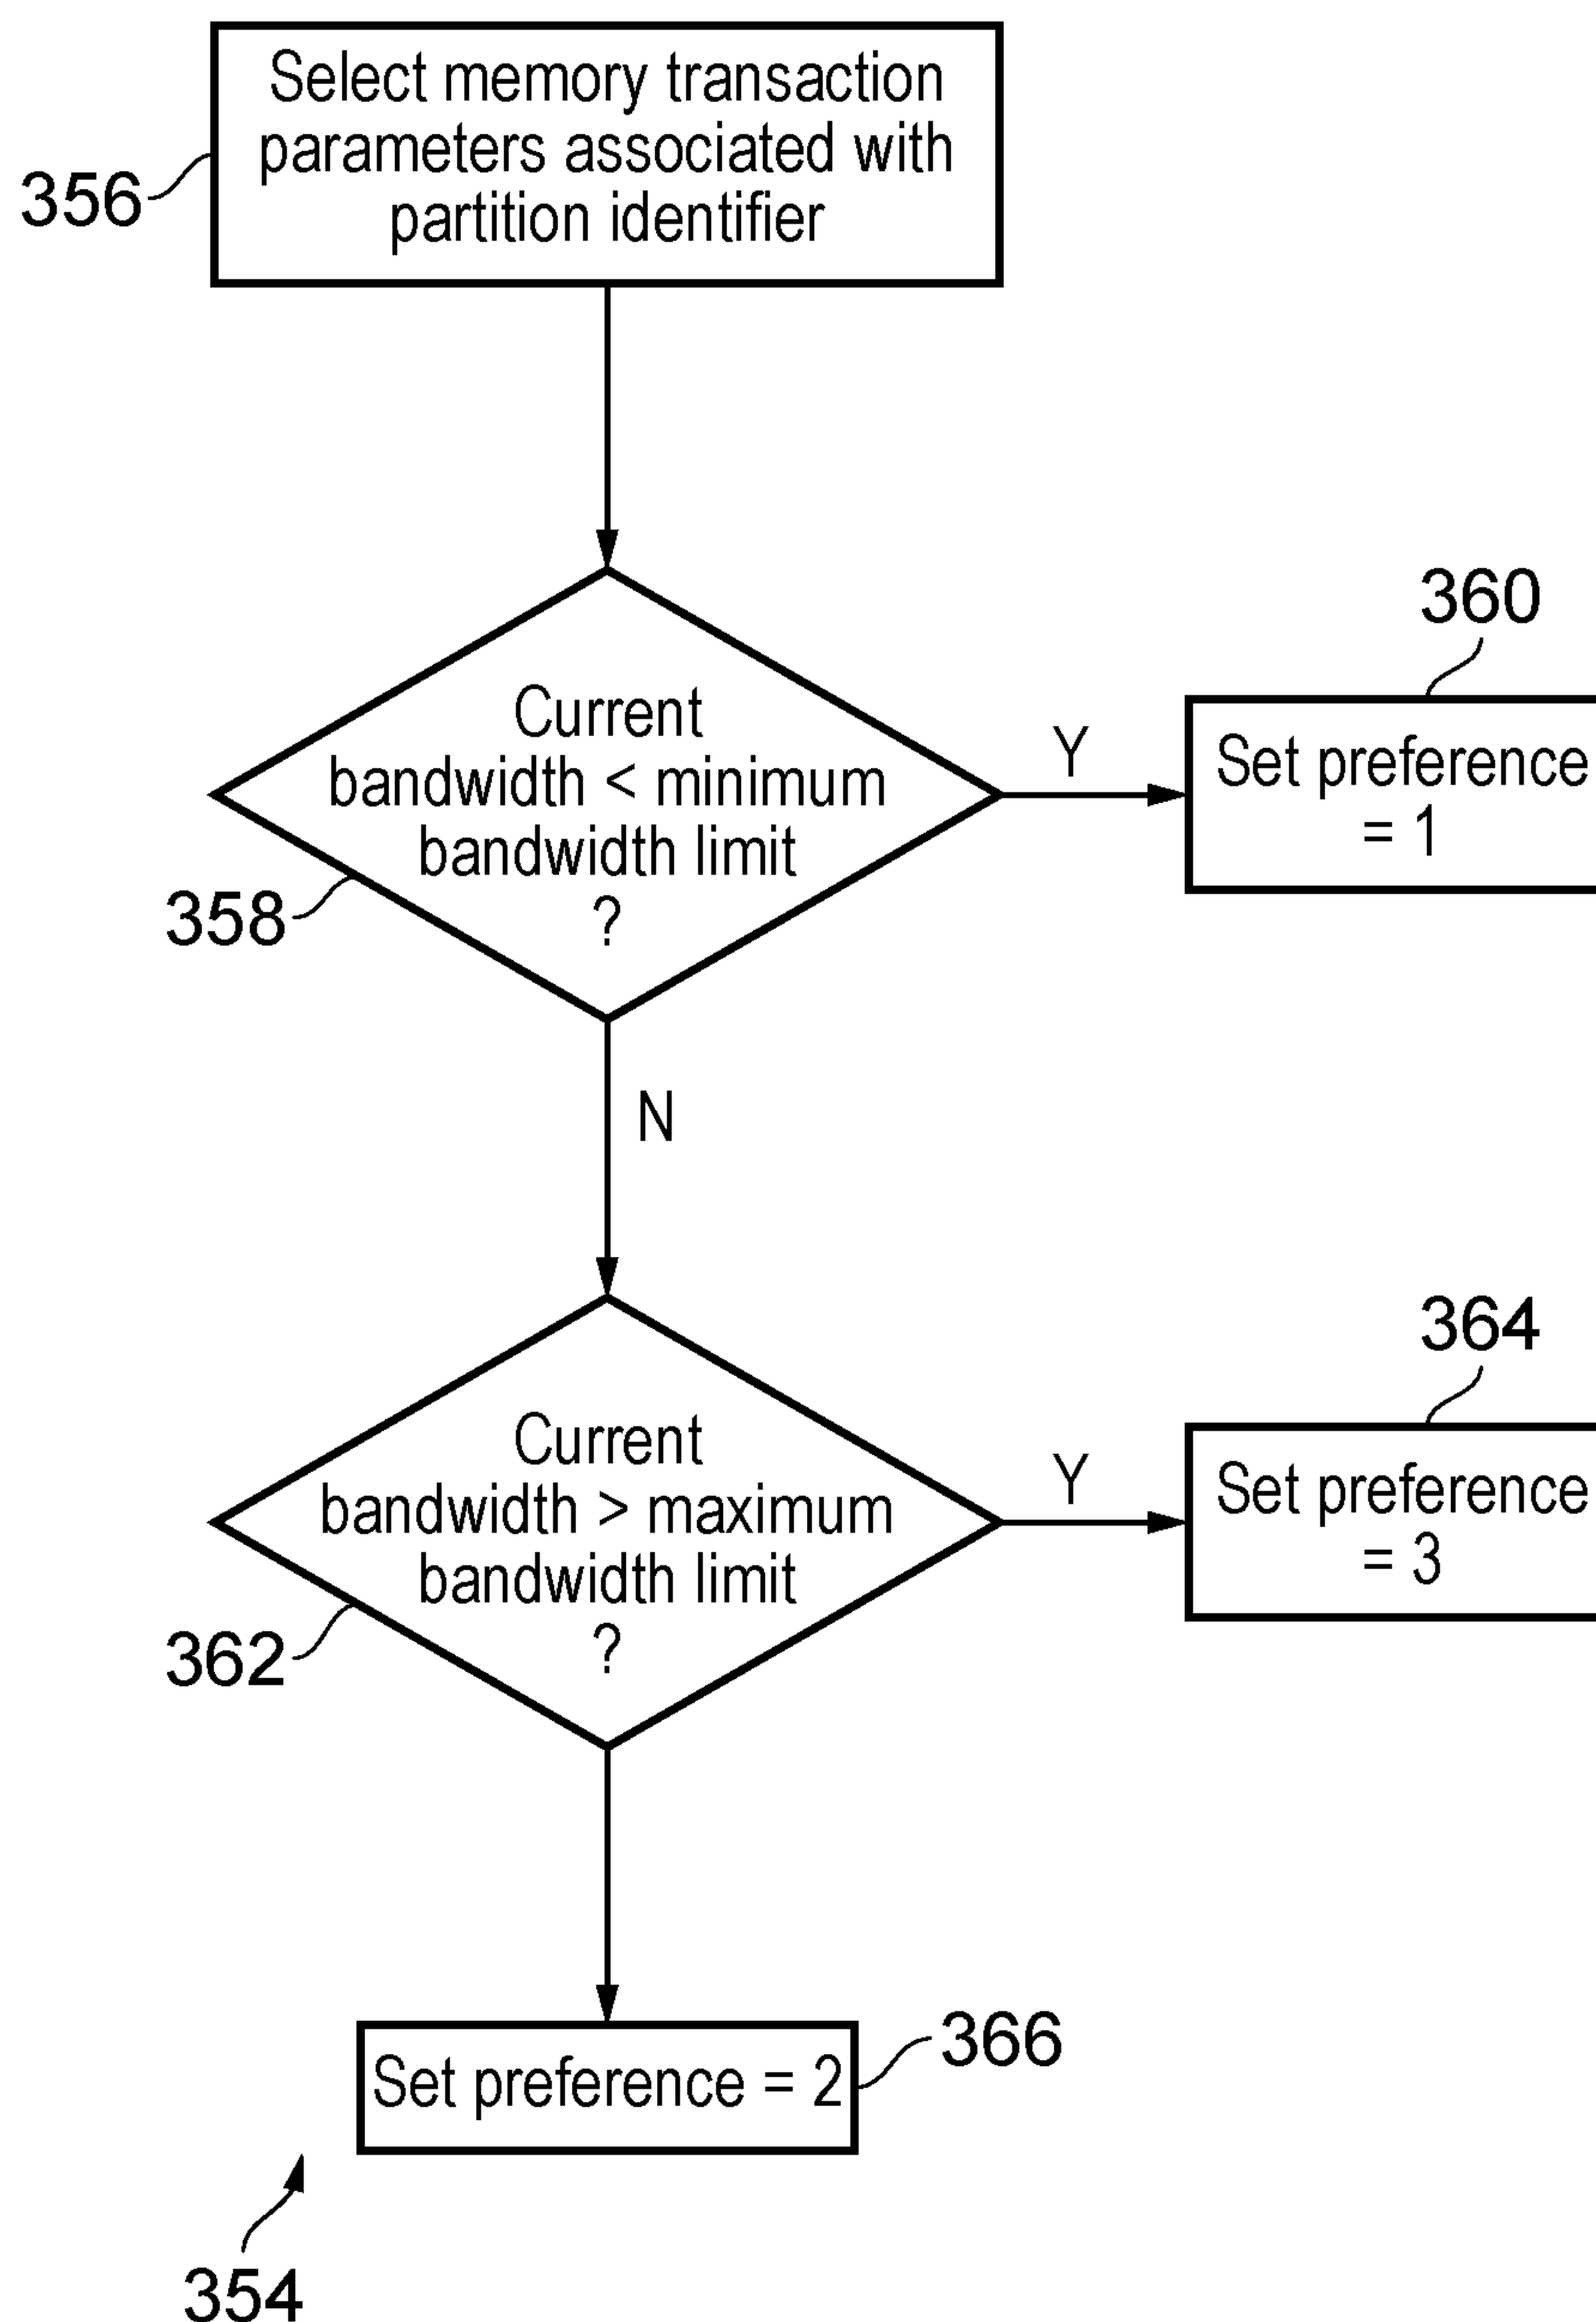 Select memory transaction
parameters associated with
partition identifier
356
Current
bandwidth < minimum
bandwidth limit
?
358
Y
360
Set preference
= 1
N
Current
bandwidth > maximum
bandwidth limit
?
362
Y
364
Set preference
= 3
Set preference = 2
366
354